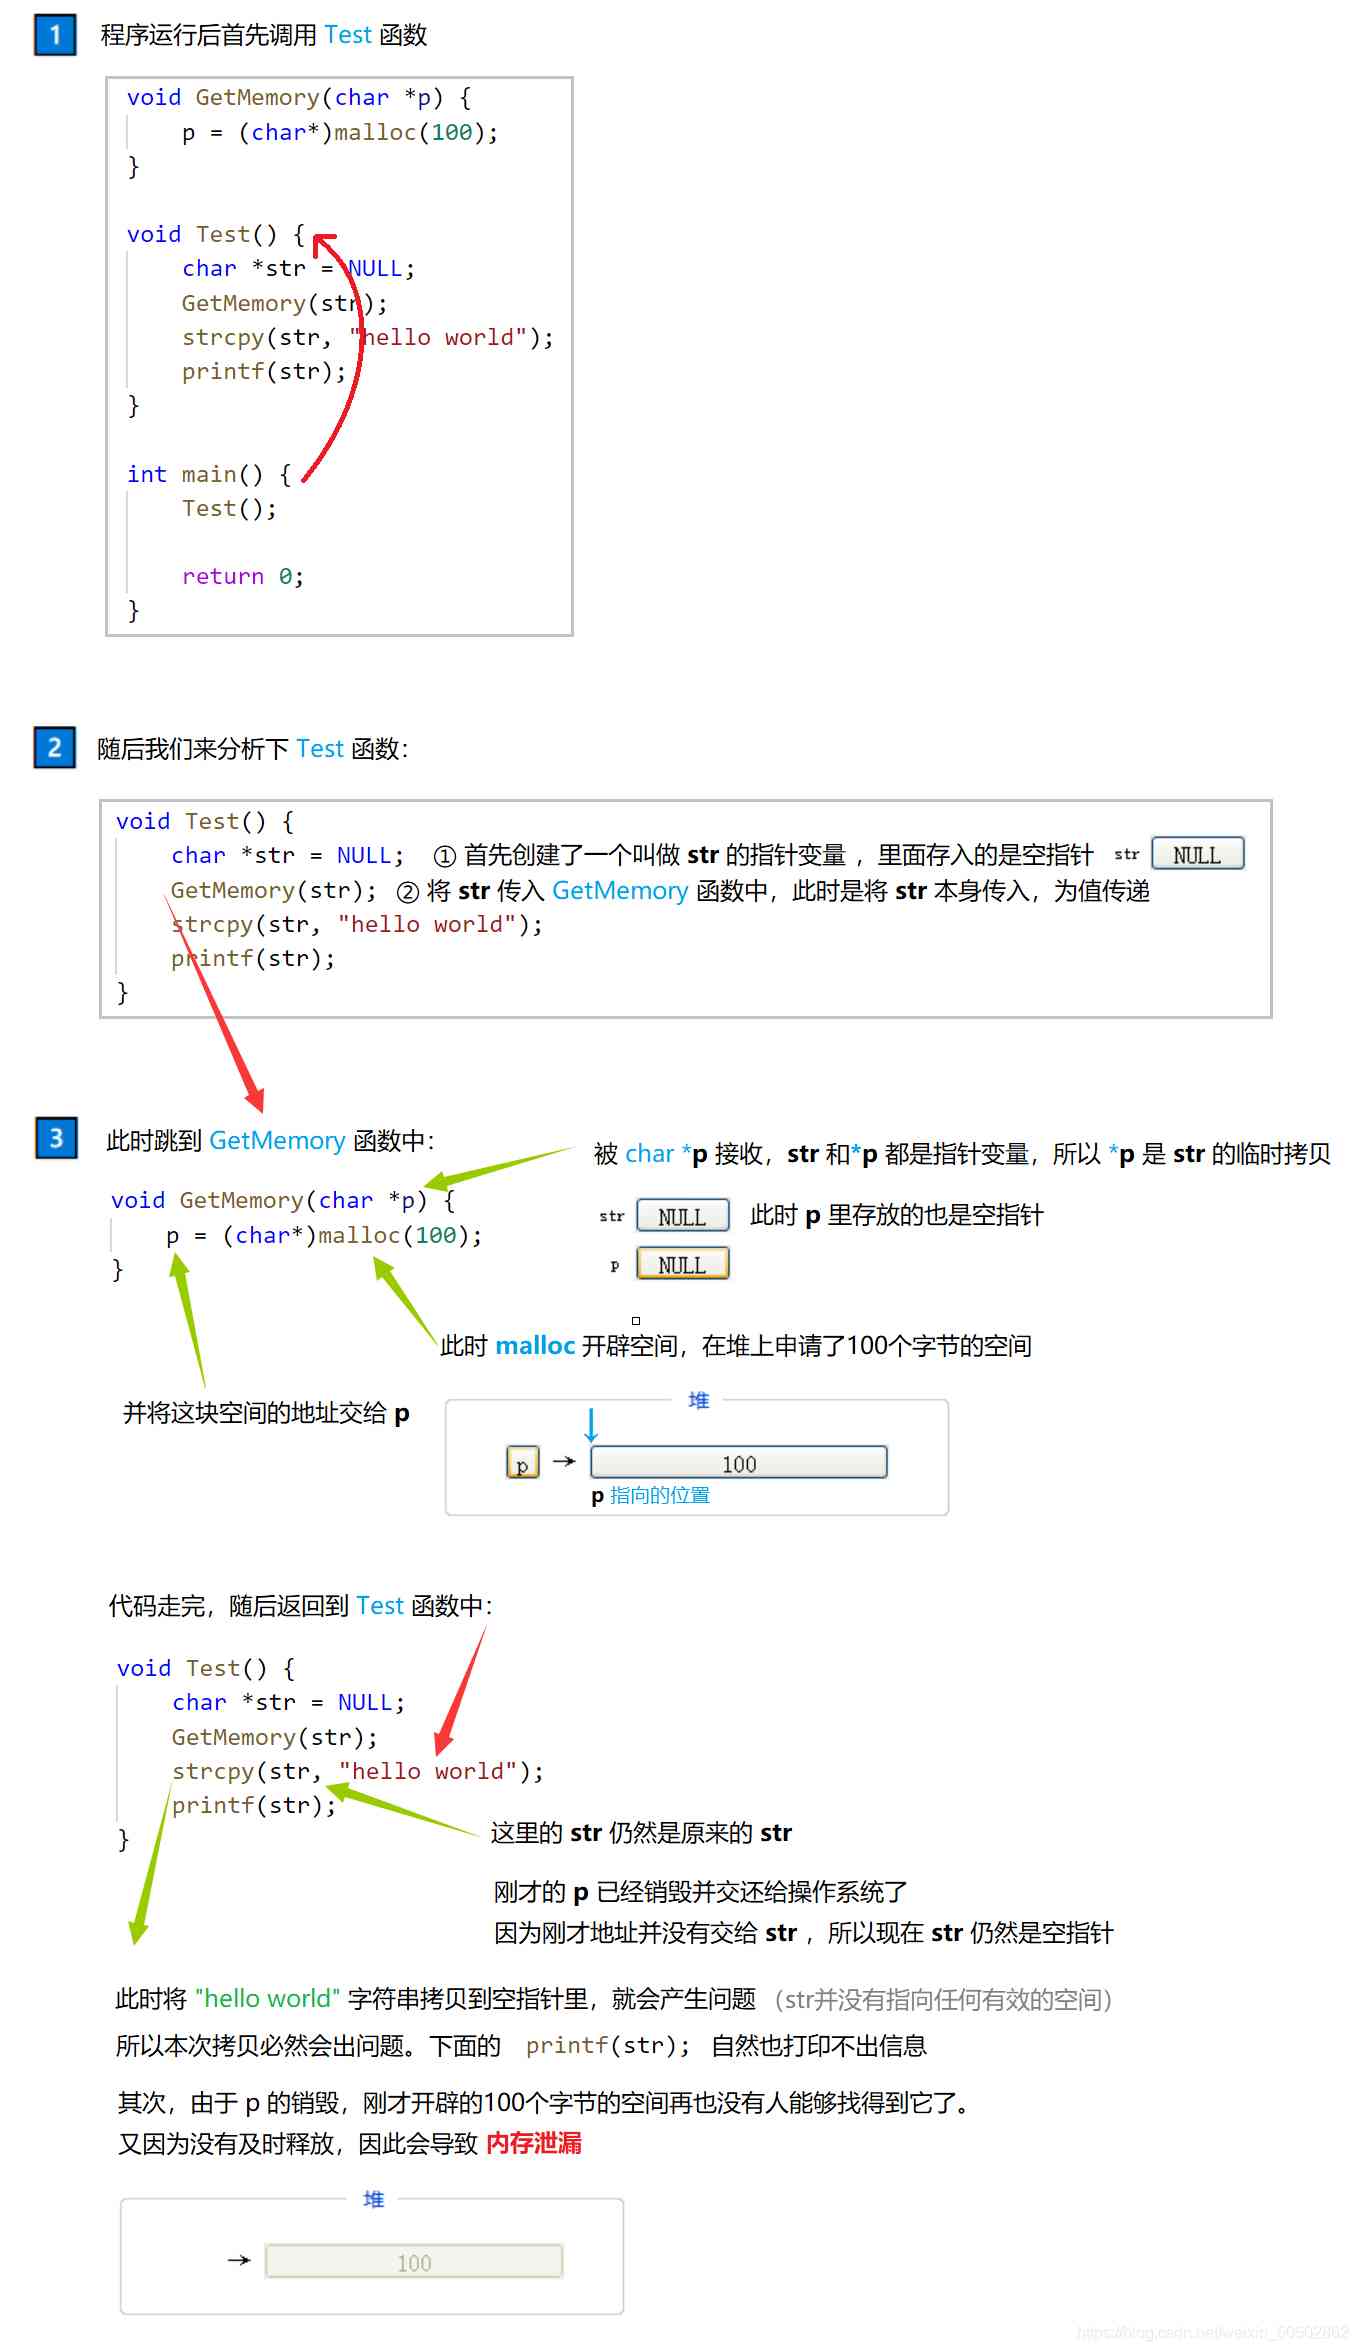 1 程序运行后首先调用 Test 函数
void GetMemory(char *p) {
p = (char*)malloc(100);
}
void Test() {
char *str = NULL;
GetMemory(str);
strcpy(str, "hello world");
printf(str);
}
int main() {
Test();
return 0;
}
2 随后我们来分析下 Test 函数：
void Test() {
char *str = NULL; ① 首先创建了一个叫做 str 的指针变量 ，里面存入的是空指针 str NULL
GetMemory(str); ② 将 str 传入 GetMemory 函数中，此时是将 str 本身传入，为值传递
strcpy(str, "hello world");
printf(str);
}
3 此时跳到 GetMemory 函数中：
被 char *p 接收，str 和*p 都是指针变量，所以 *p 是 str 的临时拷贝
void GetMemory(char *p) {
p = (char*)malloc(100);
}
str NULL 此时 p 里存放的也是空指针
p NULL
此时 malloc 开辟空间，在堆上申请了100个字节的空间
并将这块空间的地址交给 p
堆
p → 100
p 指向的位置
代码走完，随后返回到 Test 函数中：
void Test() {
char *str = NULL;
GetMemory(str);
strcpy(str, "hello world");
printf(str);
}
这里的 str 仍然是原来的 str
刚才的 p 已经销毁并交还给操作系统了
因为刚才地址并没有交给 str ，所以现在 str 仍然是空指针
此时将 "hello world" 字符串拷贝到空指针里，就会产生问题 （str并没有指向任何有效的空间）
所以本次拷贝必然会出问题。下面的 printf(str); 自然也打印不出信息
其次，由于 p 的销毁，刚才开辟的100个字节的空间再也没有人能够找得到它了。
又因为没有及时释放，因此会导致 内存泄漏
堆
→ 100
https://blog.csdn.net/weixin_50502862